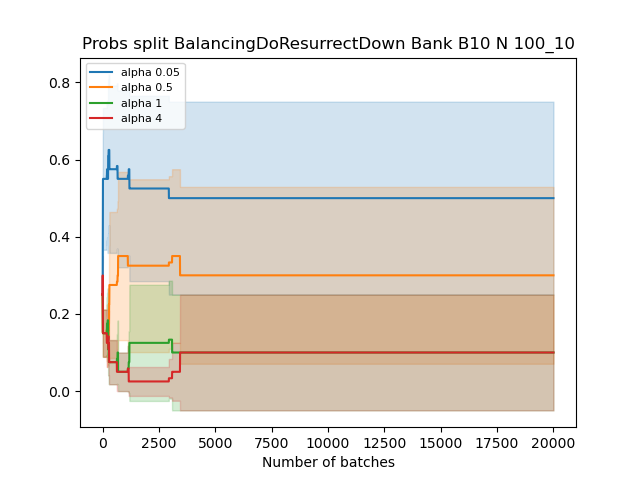 Probs split BalancingDoResurrectDown Bank B10 N 100_10
alpha 0.05
alpha 0.5
alpha 1
alpha 4
0.8
0.6
0.4
0.2
0.0
0 2500 5000 7500 10000 12500 15000 17500 20000
Number of batches